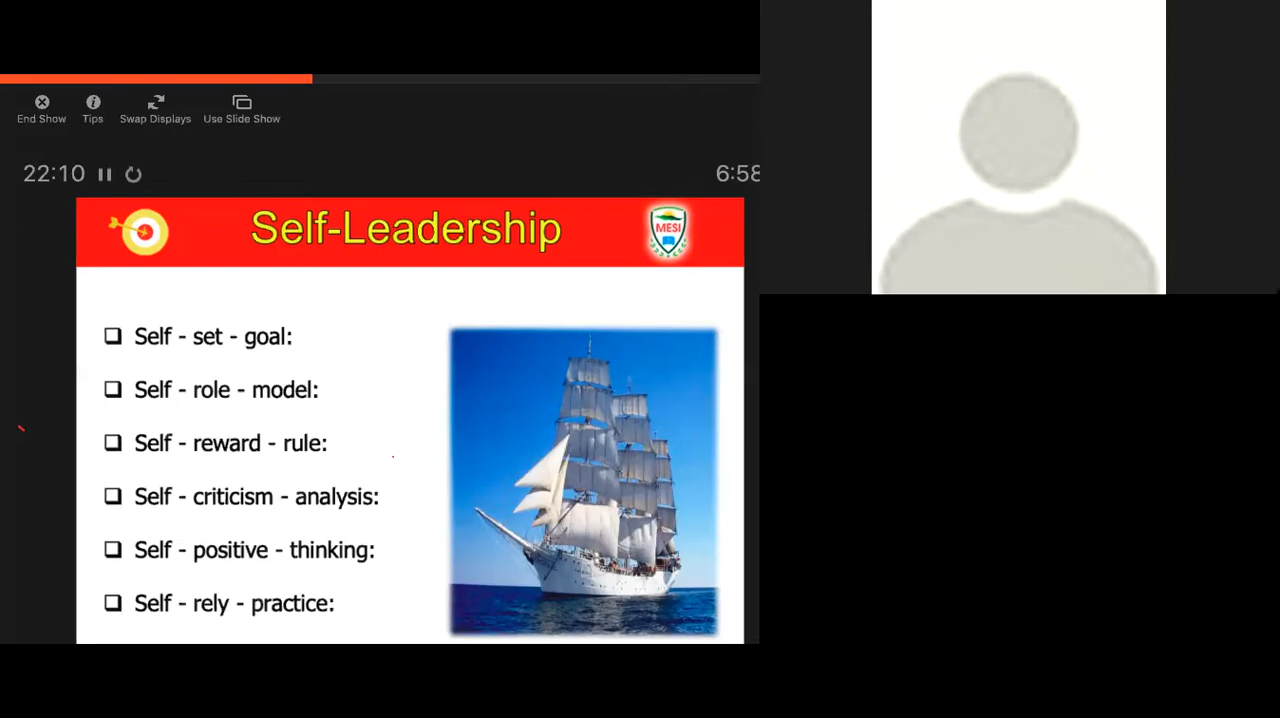 End Show Tips Swap Displays Use Slide Show
22:10 6:58
Self-Leadership
MESI
Self - set - goal:
Self - role - model:
Self - reward - rule:
Self - criticism - analysis:
Self - positive - thinking:
Self - rely - practice: